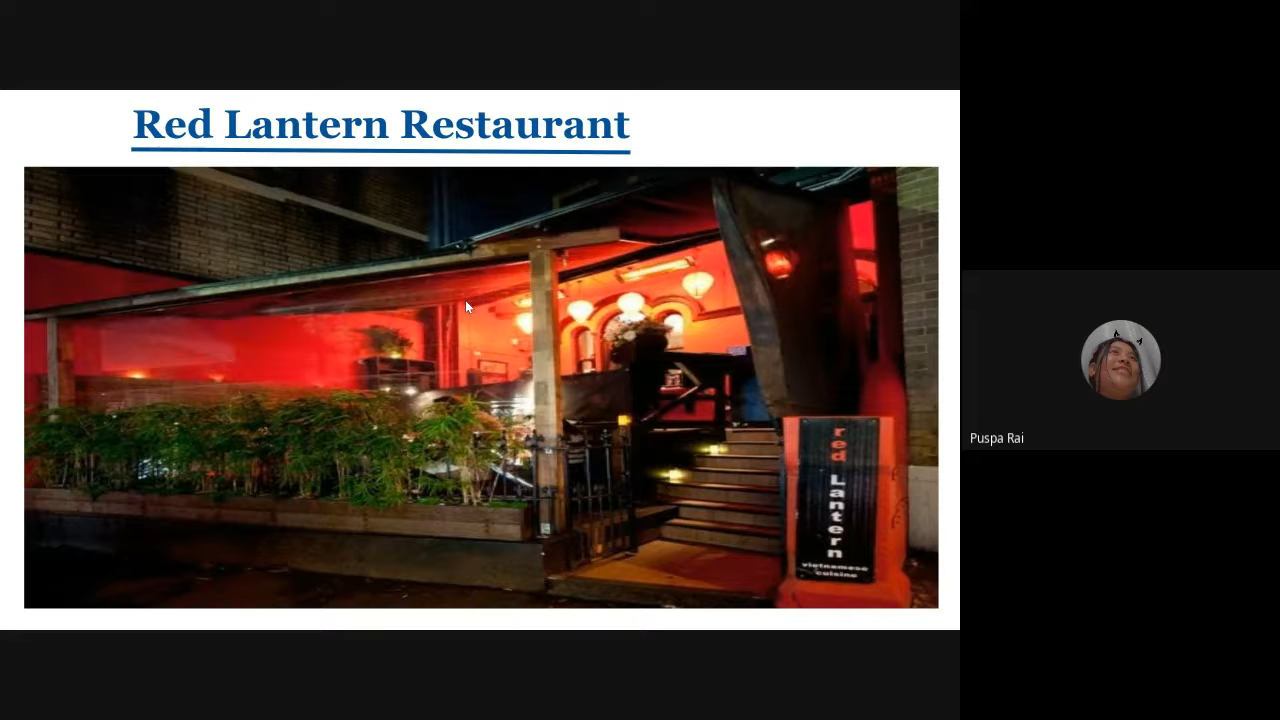 Red Lantern Restaurant
red Lantern
vietnamese
cuisine
Puspa Rai